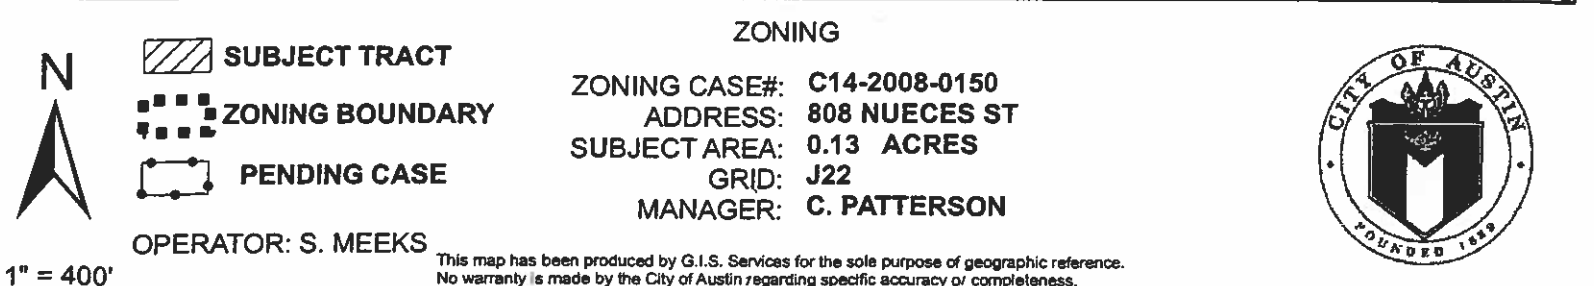 ZONING
N
SUBJECT TRACT
ZONING BOUNDARY
PENDING CASE
OPERATOR: S. MEEKS
1" = 400'
ZONING CASE#: C14-2008-0150
ADDRESS: 808 NUECES ST
SUBJECT AREA: 0.13 ACRES
GRID: J22
MANAGER: C. PATTERSON
This map has been produced by G.I.S. Services for the sole purpose of geographic reference.
No warranty is made by the City of Austin regarding specific accuracy or completeness.
CITY OF AUSTIN
FOUNDED 1839